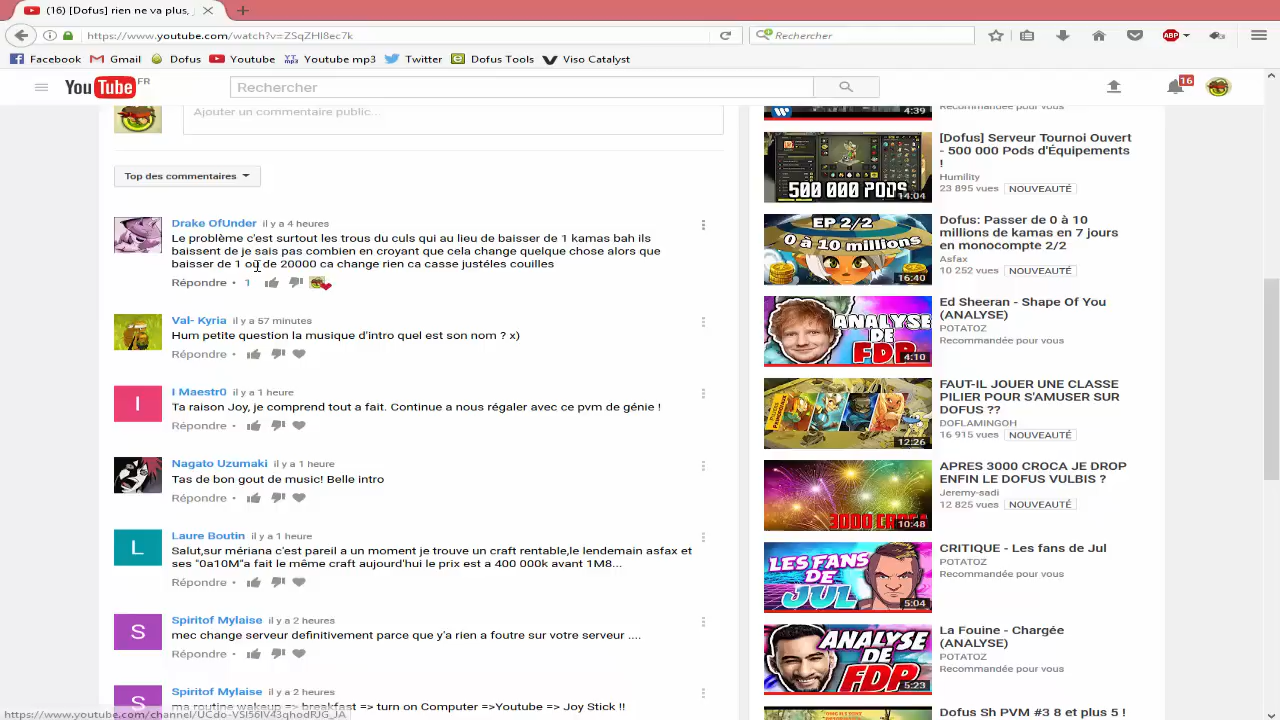 (16) [Dofus] rien ne va plus,
https://www.youtube.com/watch?v=ZSqZHI8ec7k
Rechercher
Facebook Gmail Dofus Youtube Youtube mp3 Twitter Dofus Tools Viso Catalyst
YouTube FR
Rechercher
16
Ajouter un commentaire public...
Top des commentaires
Drake OfUnder il y a 4 heures
Le problème c'est surtout les trous du culs qui au lieu de baisser de 1 kamas bah ils
baissent de je sais pas combien en croyant que cela change quelque chose alors que
baisser de 1 où de 20000 ca change rien ca casse justeles couilles
Répondre • 1
Val- Kyria il y a 57 minutes
Hum petite question la musique d'intro quel est son nom ? x)
Répondre •
I Maestr0 il y a 1 heure
Ta raison Joy, je comprend tout a fait. Continue a nous régaler avec ce pvm de génie !
Répondre •
Nagato Uzumaki il y a 1 heure
Tas de bon gout de music! Belle intro
Répondre •
L
Laure Boutin il y a 1 heure
Salut,sur mériana c'est pareil a un moment je trouve un craft rentable,le lendemain asfax et
ses "0a10M"a fait le même craft aujourd'hui le prix est a 400 000k avant 1M8...
Répondre •
S
Spiritof Mylaise il y a 2 heures
change serveur definitivement parce que y'a rien a foutre sur votre serveur ....
Répondre •
S
Spiritof Mylaise il y a 2 heures
=> breakfast => turn on Computer => Youtube => Joy Stick !!
4:39
Recommandée pour vous
500 000 PODS
14:04
[Dofus] Serveur Tournoi Ouvert
- 500 000 Pods d'Équipements
!
Humility
23 895 vues NOUVEAUTÉ
EP 2/2
0 à 10 millions
16:40
Dofus: Passer de 0 à 10
millions de kamas en 7 jours
en monocompte 2/2
Asfax
10 252 vues NOUVEAUTÉ
ANALYSE
DE
FDP
4:10
Ed Sheeran - Shape Of You
(ANALYSE)
POTATOZ
Recommandée pour vous
12:26
FAUT-IL JOUER UNE CLASSE
PILIER POUR S'AMUSER SUR
DOFUS ??
DOFLAMINGOH
16 915 vues NOUVEAUTÉ
3000 CROCA
10:48
APRES 3000 CROCA JE DROP
ENFIN LE DOFUS VULBIS ?
Jeremy-sadi
12 825 vues NOUVEAUTÉ
LES FANS
DE
JUL
5:04
CRITIQUE - Les fans de Jul
POTATOZ
Recommandée pour vous
ANALYSE
DE
FDP
5:23
La Fouine - Chargée
(ANALYSE)
POTATOZ
Recommandée pour vous
Dofus Sh PVM #3 8 et plus 5 !